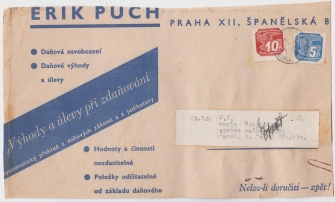 ERIK PUCH PRAHA XII, ŠPANĚLSKÁ 8
● Daňové osvobození
● Daňové výhody
a úlevy
10
5
Výhody a úlevy při zdaňování
systematický přehled z daňových zákonů a z judikatury
● Hodnoty a činnosti
nezdanitelné
● Položky odčitatelné
od základu daňového
Nelze-li doručiti — zpět!